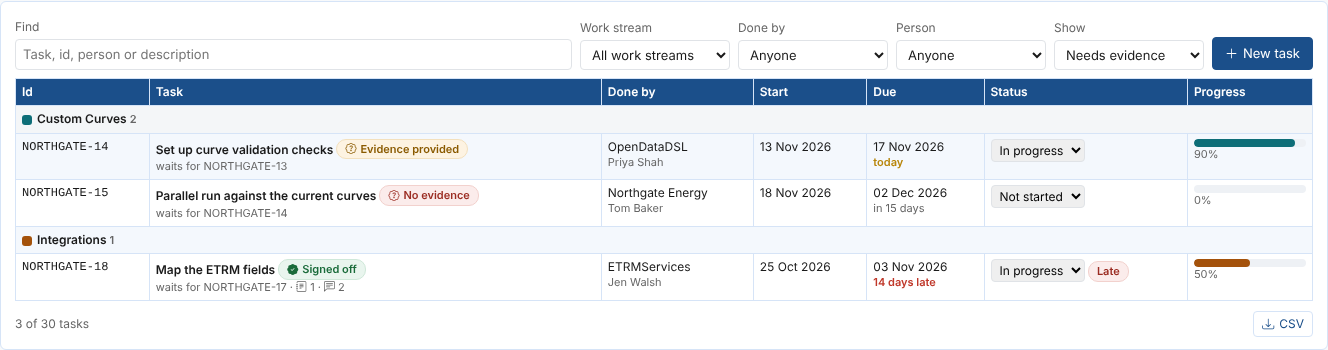 Find
Work stream
Done by
Person
Show
Task, id, person or description
All work streams
Anyone
Anyone
Needs evidence
New task
Id Task Done by Start Due Status Progress
Custom Curves 2
NORTHGATE-14 Set up curve validation checks Evidence provided OpenDataDSL 13 Nov 2026 17 Nov 2026 In progress
waits for NORTHGATE-13 Priya Shah today 90%
NORTHGATE-15 Parallel run against the current curves No evidence Northgate Energy 18 Nov 2026 02 Dec 2026 Not started
waits for NORTHGATE-14 Tom Baker in 15 days 0%
Integrations 1
NORTHGATE-18 Map the ETRM fields Signed off ETRMServices 25 Oct 2026 03 Nov 2026 In progress Late
waits for NORTHGATE-17 · 1 · 2 Jen Walsh 14 days late 50%
3 of 30 tasks
CSV